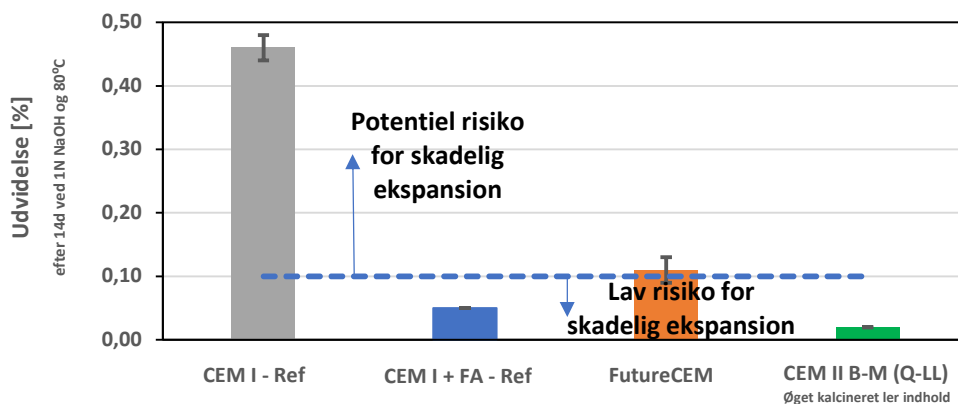 0,50
0,40
0,30
0,20
0,10
0,00
Udvidelse [%]
efter 14d ved 1N NaOH og 80ºC
Potentiel risiko
for skadelig
ekspansion
Lav risiko for
skadelig ekspansion
CEM I - Ref
CEM I + FA - Ref
FutureCEM
CEM II B-M (Q-LL)
Øget kalcineret ler indhold